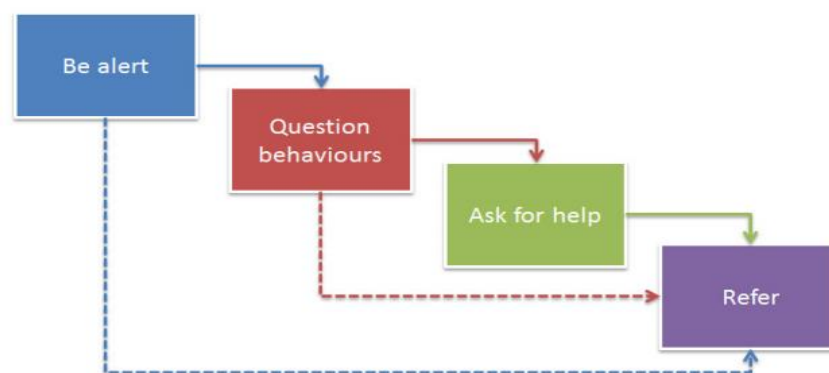 Be alert
Question
behaviours
Ask for help
Refer